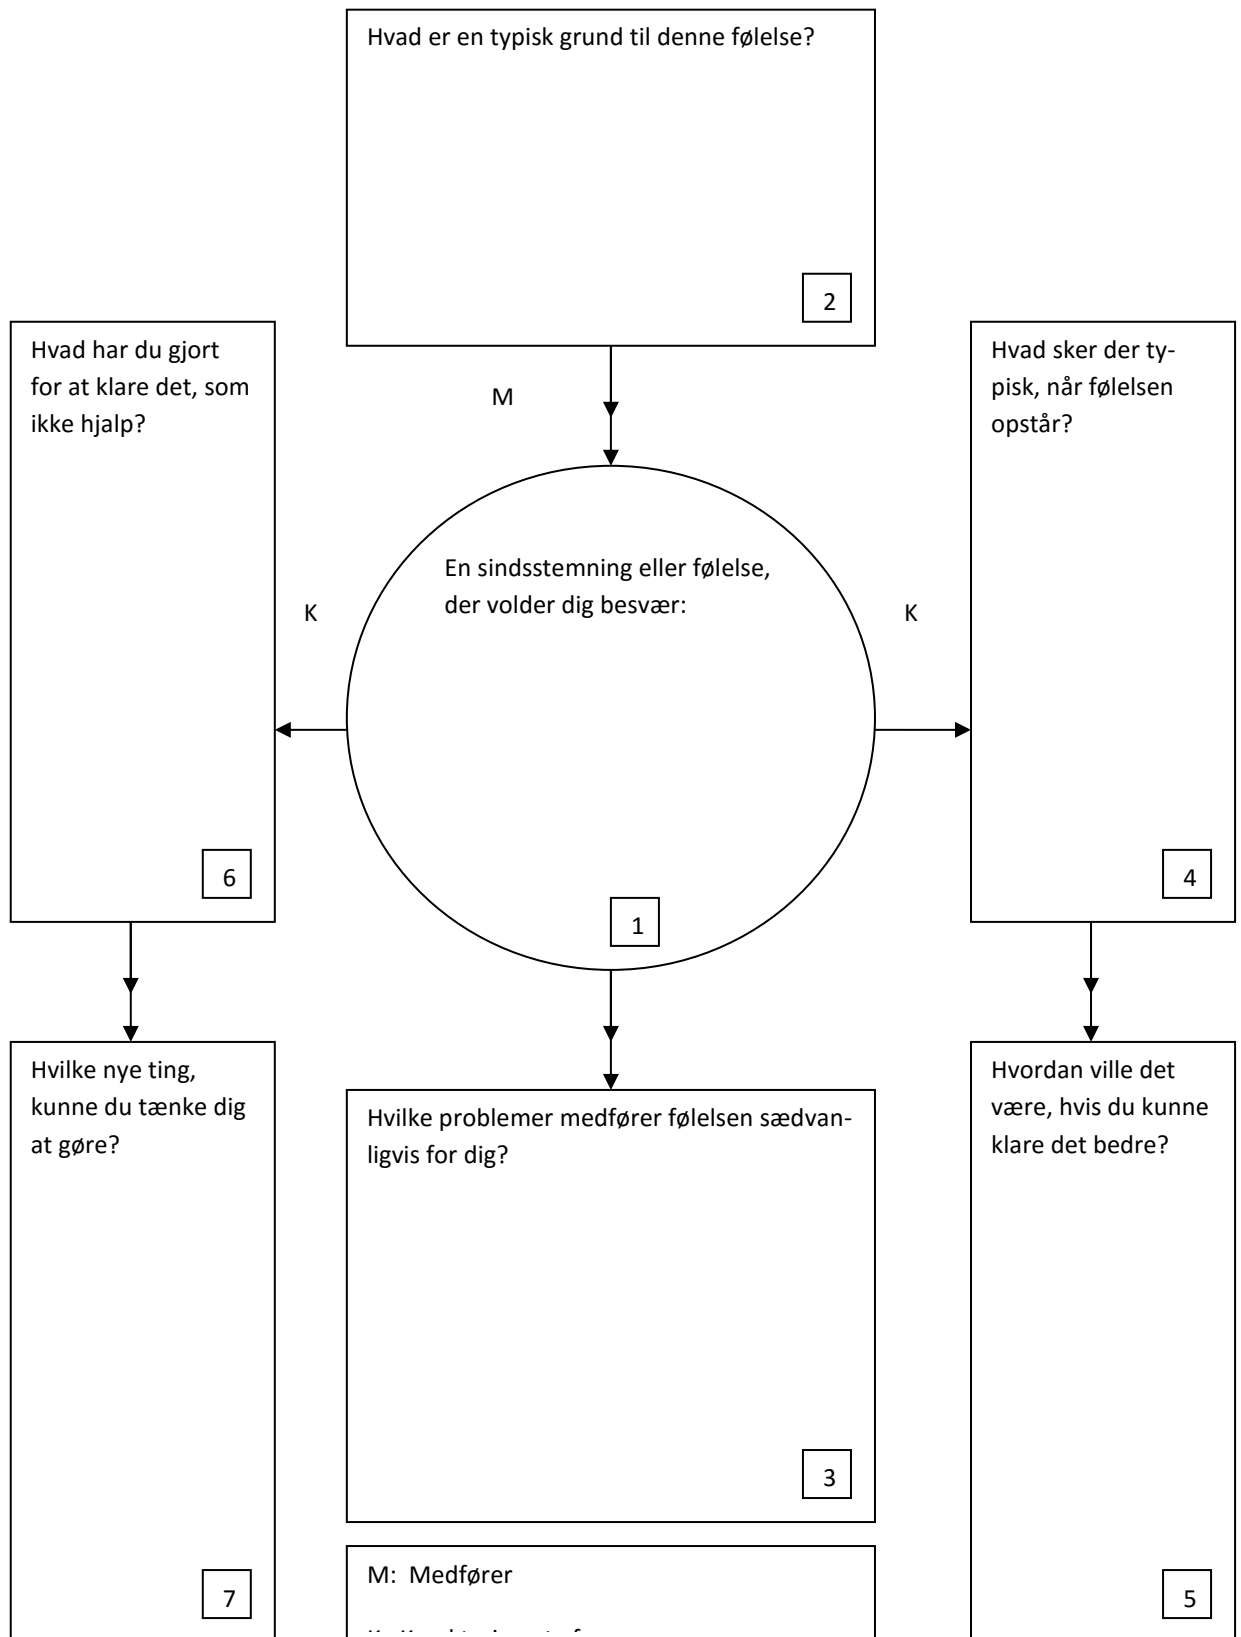 Hvad er en typisk grund til denne følelse?
2
Hvad har du gjort
for at klare det, som
ikke hjalp?
6
M
Hvad sker der ty-
pisk, når følelsen
opstår?
4
K
En sindsstemning eller følelse,
der volder dig besvær:
1
K
Hvilke nye ting,
kunne du tænke dig
at gøre?
7
Hvilke problemer medfører følelsen sædvan-
ligvis for dig?
3
Hvordan ville det
være, hvis du kunne
klare det bedre?
5
M: Medfører